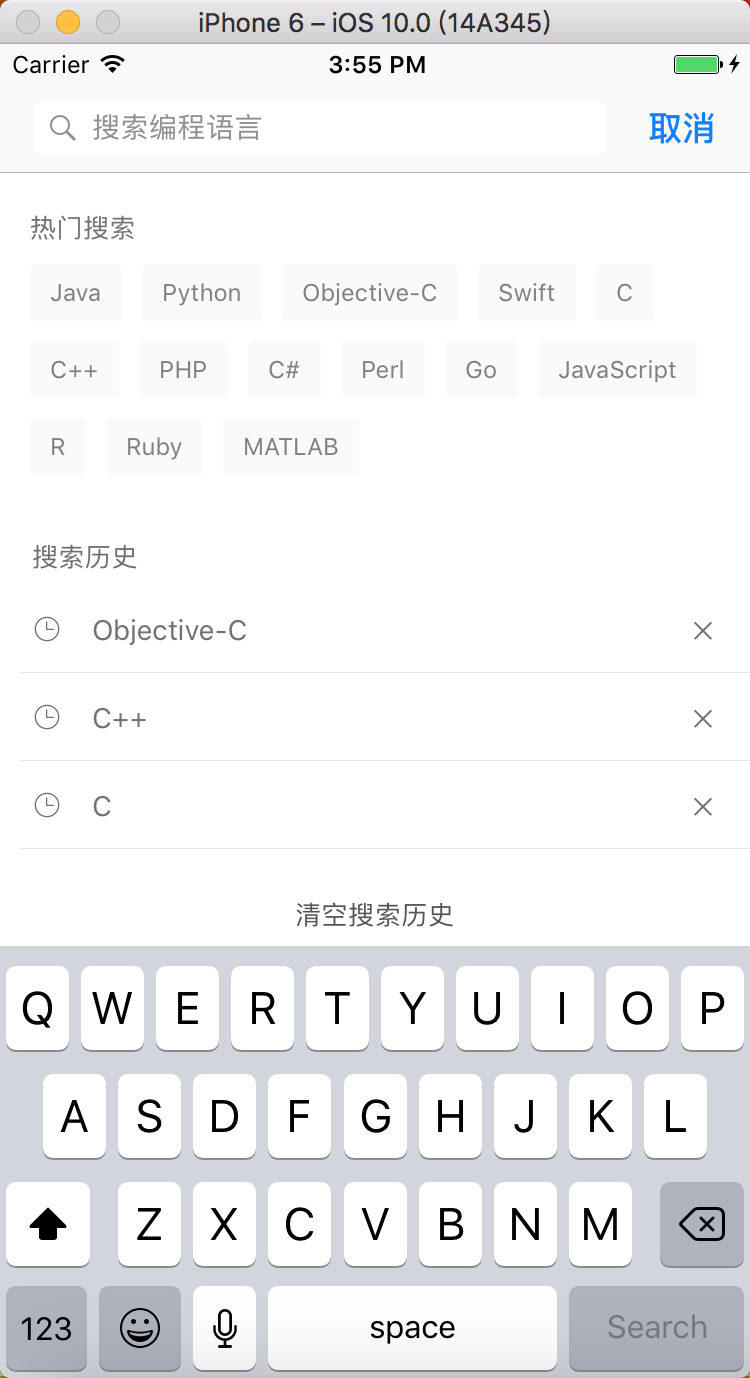 iPhone 6 – iOS 10.0 (14A345)
Carrier 3:55 PM
搜索编程语言 取消
热门搜索
Java Python Objective-C Swift C
C++ PHP C# Perl Go JavaScript
R Ruby MATLAB
搜索历史
Objective-C
C++
C
清空搜索历史
Q W E R T Y U I O P
A S D F G H J K L
Z X C V B N M
123 space Search